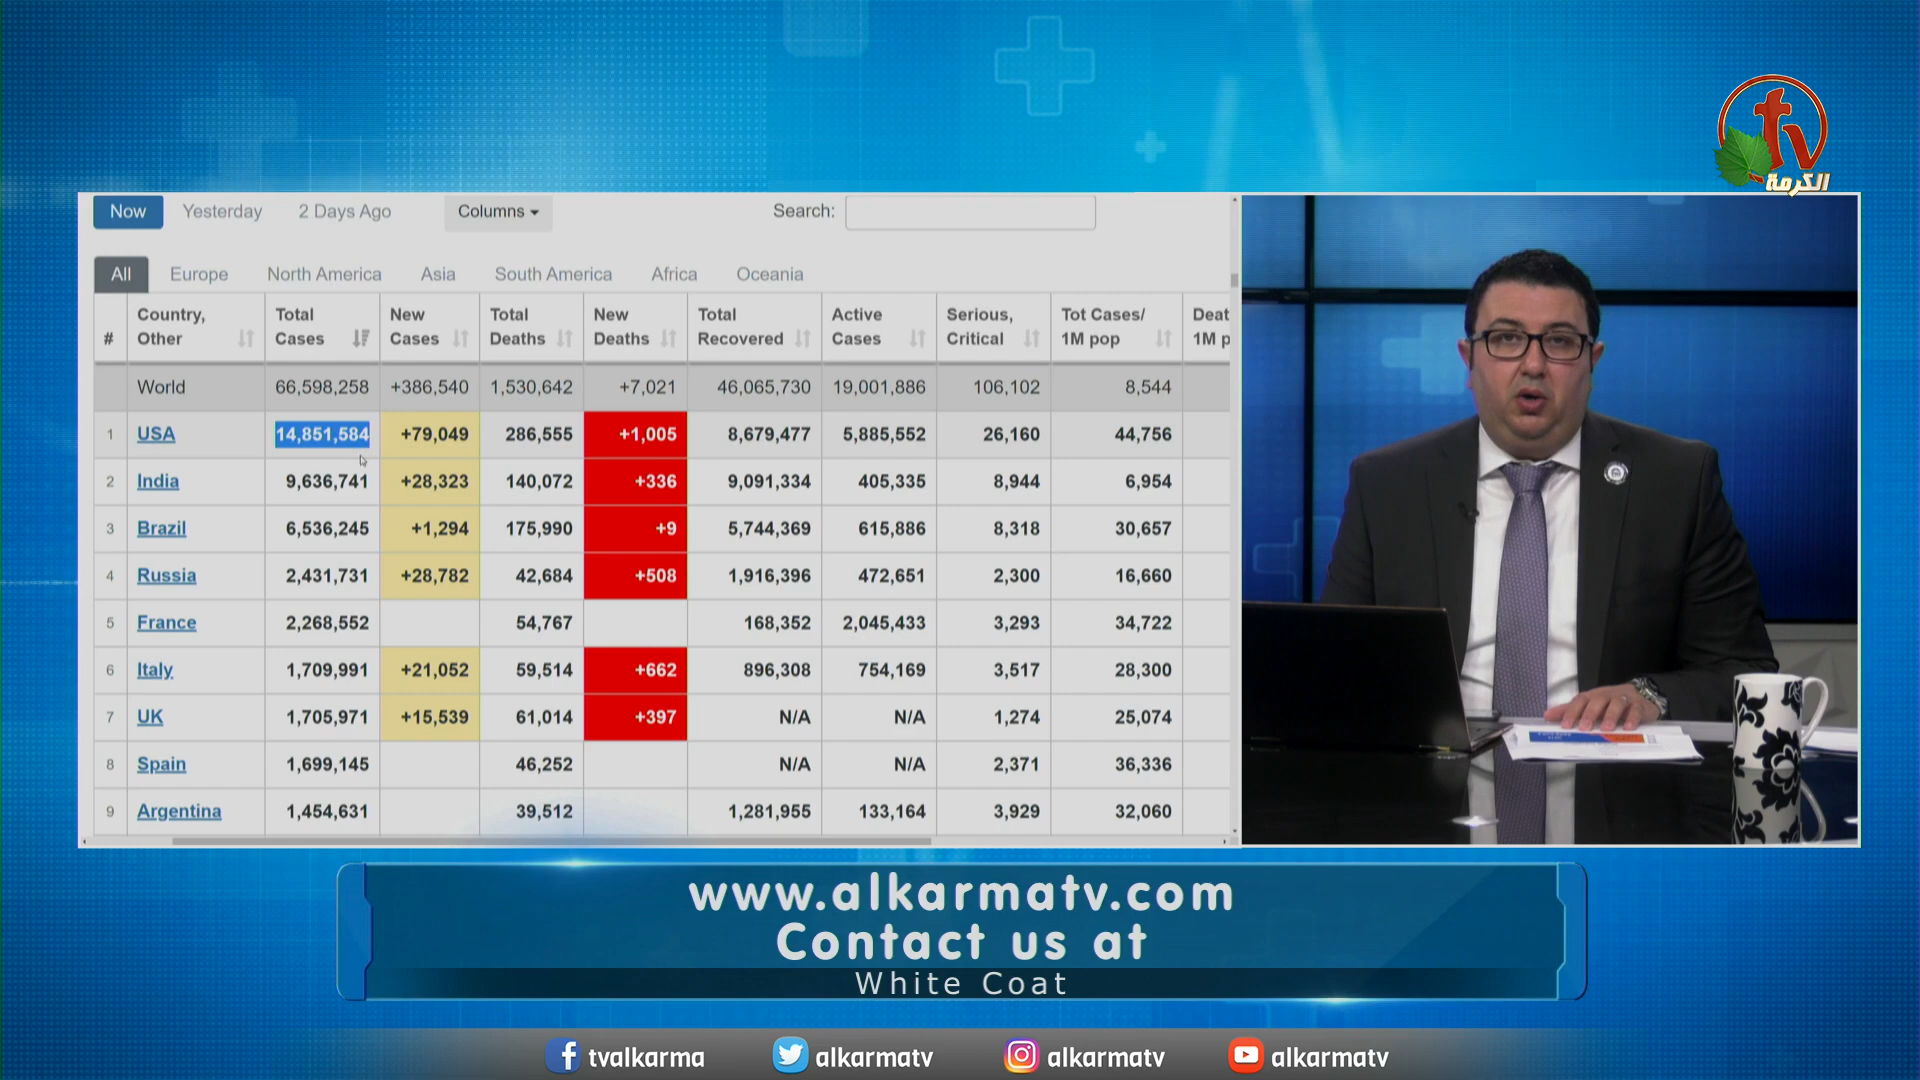 tv
الكرمة
Now Yesterday 2 Days Ago Columns Search:
All Europe North America Asia South America Africa Oceania
# Country, Other Total Cases New Cases Total Deaths New Deaths Total Recovered Active Cases Serious, Critical Tot Cases/ 1M pop Deat 1M p
World 66,598,258 +386,540 1,530,642 +7,021 46,065,730 19,001,886 106,102 8,544
1 USA 14,851,584 +79,049 286,555 +1,005 8,679,477 5,885,552 26,160 44,756
2 India 9,636,741 +28,323 140,072 +336 9,091,334 405,335 8,944 6,954
3 Brazil 6,536,245 +1,294 175,990 +9 5,744,369 615,886 8,318 30,657
4 Russia 2,431,731 +28,782 42,684 +508 1,916,396 472,651 2,300 16,660
5 France 2,268,552 54,767 168,352 2,045,433 3,293 34,722
6 Italy 1,709,991 +21,052 59,514 +662 896,308 754,169 3,517 28,300
7 UK 1,705,971 +15,539 61,014 +397 N/A N/A 1,274 25,074
8 Spain 1,699,145 46,252 N/A N/A 2,371 36,336
9 Argentina 1,454,631 39,512 1,281,955 133,164 3,929 32,060
www.alkarmatv.com
Contact us at
White Coat
tvalkarma alkarmatv alkarmatv alkarmatv